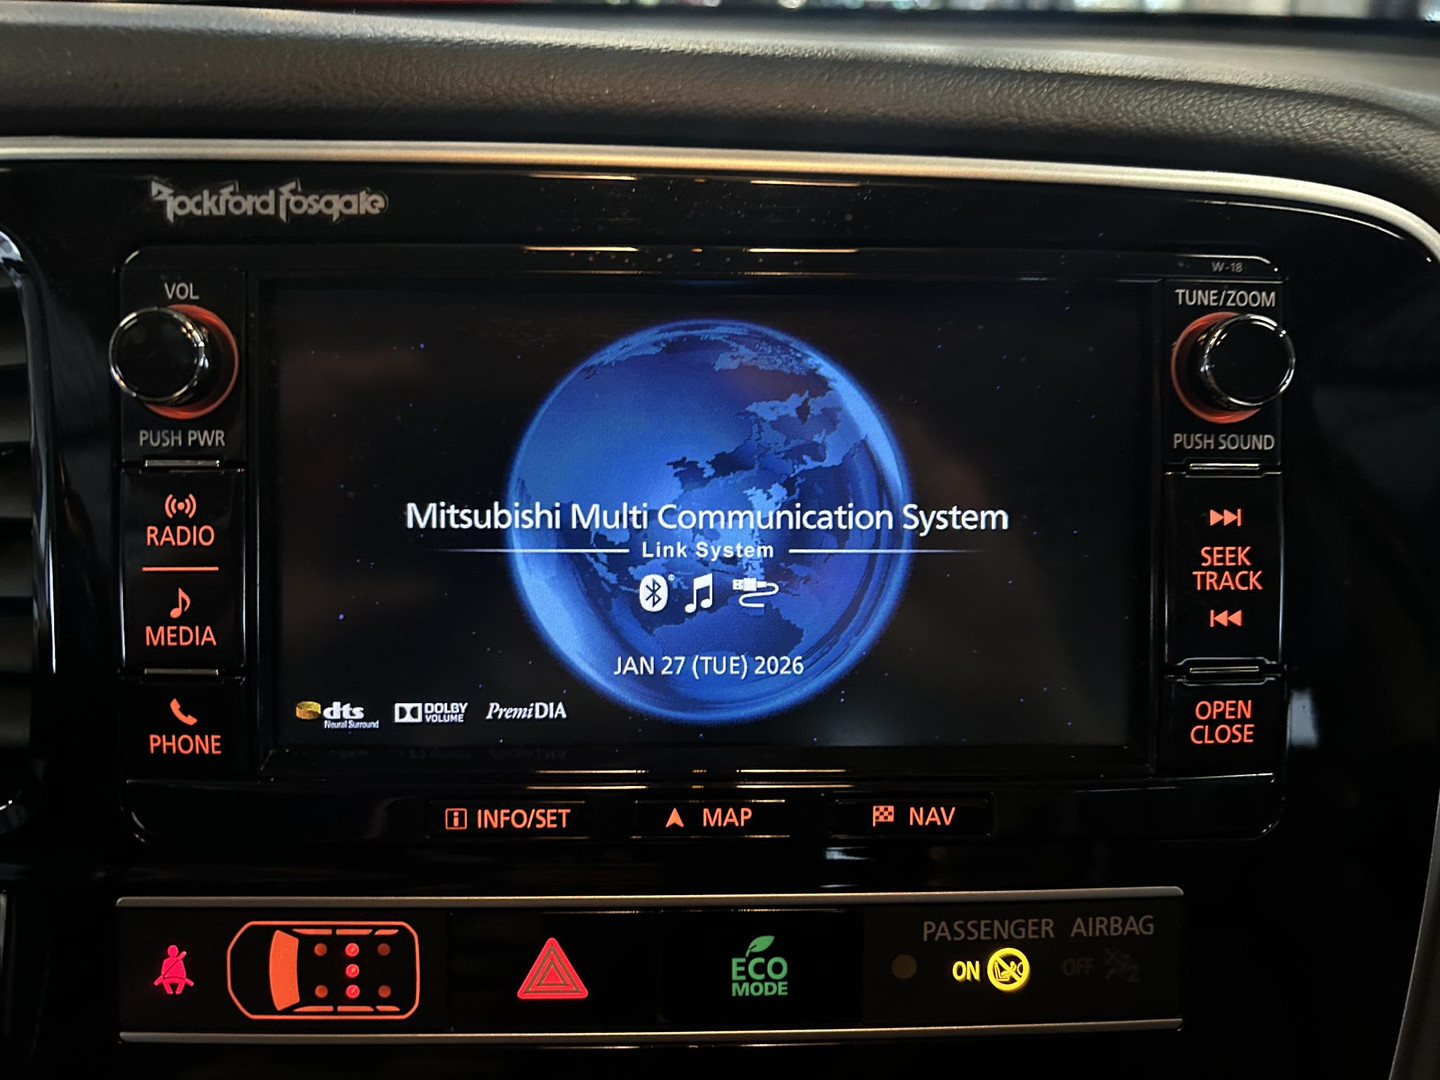 Rockford Fosgate
W-18
VOL
TUNE/ZOOM
PUSH PWR
PUSH SOUND
RADIO
MEDIA
PHONE
Mitsubishi Multi Communication System
Link System
JAN 27 (TUE) 2026
dts
Neural Surround
DOLBY
VOLUME
PremiDIA
SEEK
TRACK
OPEN
CLOSE
INFO/SET
MAP
NAV
ECO
MODE
PASSENGER AIRBAG
ON
OFF